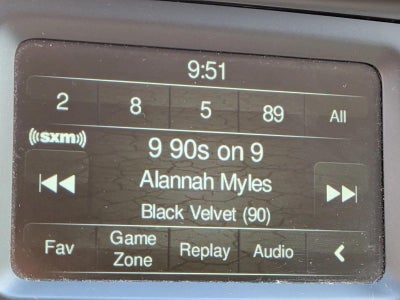 9:51
2 8 5 89 All
sxm
9 90s on 9
Alannah Myles
Black Velvet (90)
Fav Game Zone Replay Audio